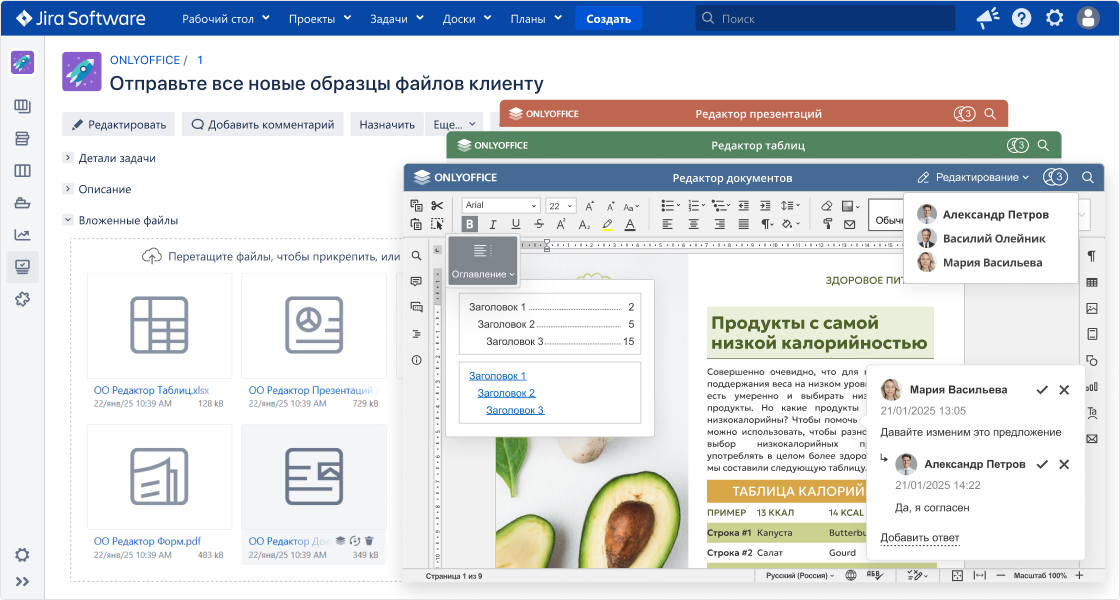 Jira Software
Рабочий стол Проекты Задачи Доски Планы Создать Поиск
ONLYOFFICE / 1
Отправьте все новые образцы файлов клиенту
Редактировать Добавить комментарий Назначить Еще...
Детали задачи
Описание
Вложенные файлы
Перетащите файлы, чтобы прикрепить, или
ОО Редактор Таблиц.xlsx
22/янв/25 10:39 AM 128 kB
ОО Редактор Презентаций.
22/янв/25 10:39 AM 729 kB
ОО Редактор Форм.pdf
22/янв/25 10:39 AM 483 kB
ОО Редактор До
22/янв/25 10:39 AM 349 kB
ONLYOFFICE Редактор презентаций 3
ONLYOFFICE Редактор таблиц 3
ONLYOFFICE Редактор документов Редактирование 3
Arial 22
Обыч
Александр Петров
Василий Олейник
Мария Васильева
Оглавление
Заголовок 1 2
Заголовок 2 5
Заголовок 3 15
Заголовок 1
Заголовок 2
Заголовок 3
ЗДОРОВОЕ ПИТ
Продукты с самой
низкой калорийностью
Совершенно очевидно, что для
поддержания веса на низком уров
есть умеренно и выбирать ни
продукты. Но какие продукты
низкокалорийны? Чтобы помочь
можно использовать, чтобы разно
выбор низкокалорийных п
употреблять в целом более здоро
мы составили следующую таблицу.
ТАБЛИЦА КАЛОРИЙ
ПРИМЕР 13 ККАЛ 14 KCAL
Строка #1 Капуста Butterbu
Строка #2 Салат Gourd
Мария Васильева
21/01/2025 13:05
Давайте изменим это предложение
Александр Петров
21/01/2025 14:22
Да, я согласен
Добавить ответ
Страница 1 из 9 Русский (Россия) Масштаб 100%